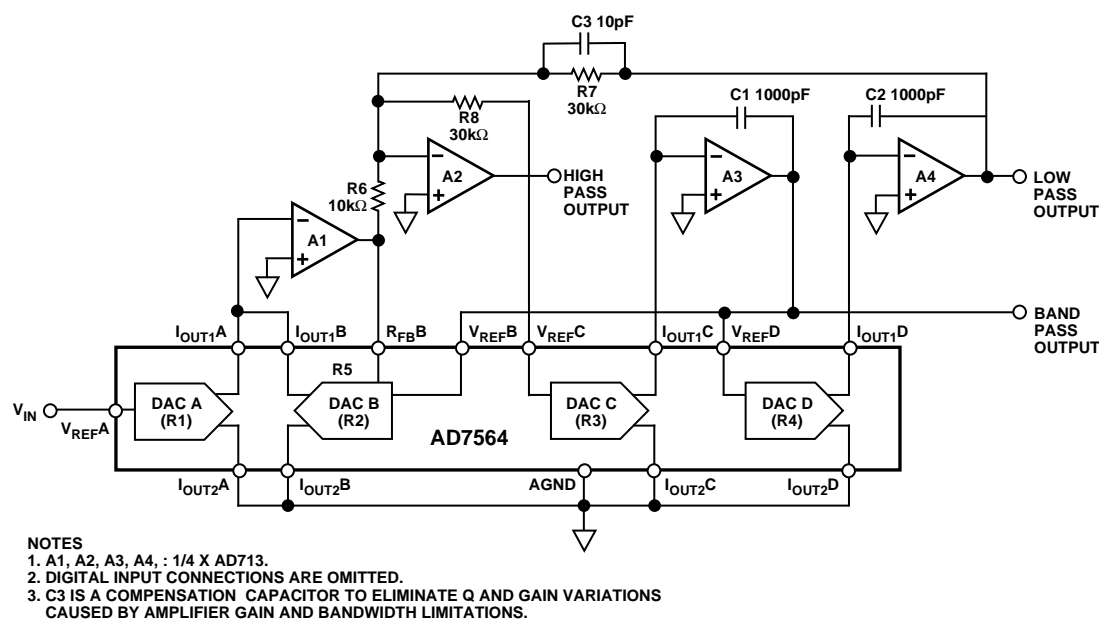 C3 10pF
R7
30kΩ
R8
30kΩ
C1 1000pF
C2 1000pF
A2
A3
A4
HIGH
PASS
OUTPUT
LOW
PASS
OUTPUT
R6
10kΩ
A1
BAND
PASS
OUTPUT
IOUT1A
IOUT1B
RFBB
VREFB
VREFC
IOUT1C
VREFD
IOUT1D
R5
VIN
VREFA
DAC A
(R1)
DAC B
(R2)
DAC C
(R3)
DAC D
(R4)
AD7564
IOUT2A
IOUT2B
AGND
IOUT2C
IOUT2D
NOTES
1. A1, A2, A3, A4, : 1/4 X AD713.
2. DIGITAL INPUT CONNECTIONS ARE OMITTED.
3. C3 IS A COMPENSATION CAPACITOR TO ELIMINATE Q AND GAIN VARIATIONS
CAUSED BY AMPLIFIER GAIN AND BANDWIDTH LIMITATIONS.